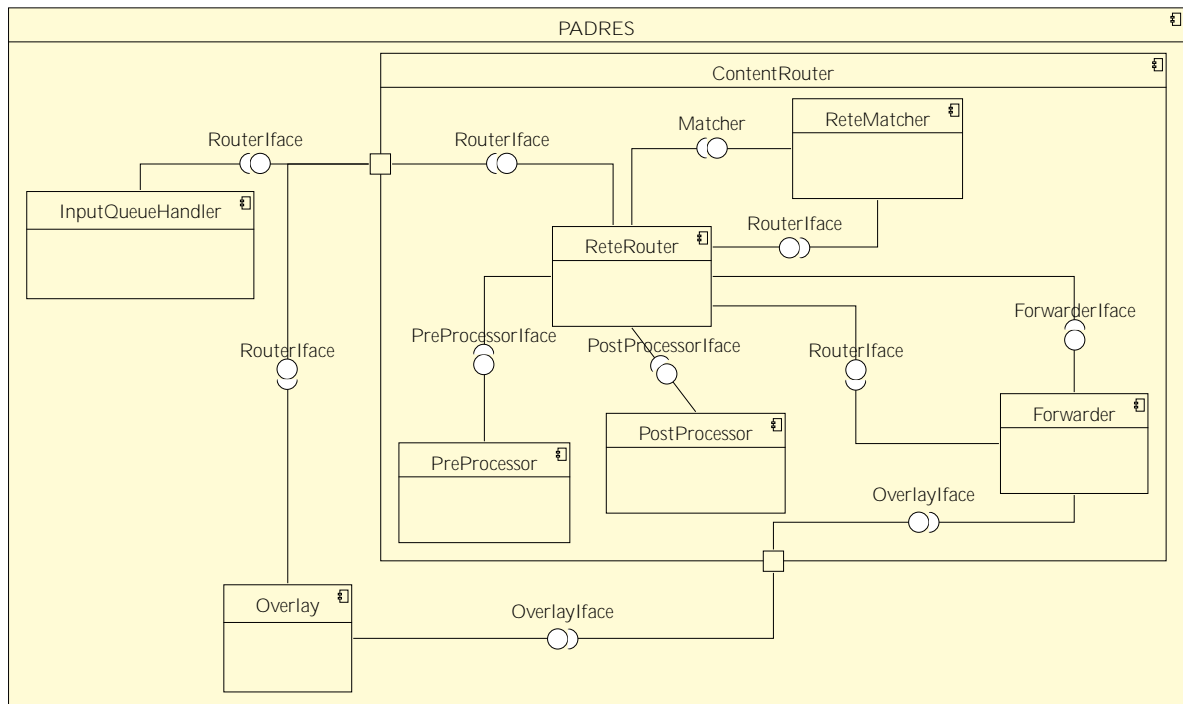 PADRES
ContentRouter
ReteMatcher
Matcher
RouterIface
RouterIface
InputQueueHandler
RouterIface
ReteRouter
ForwarderIface
PreProcessorIface
PostProcessorIface
RouterIface
RouterIface
Forwarder
PostProcessor
PreProcessor
OverlayIface
Overlay
OverlayIface